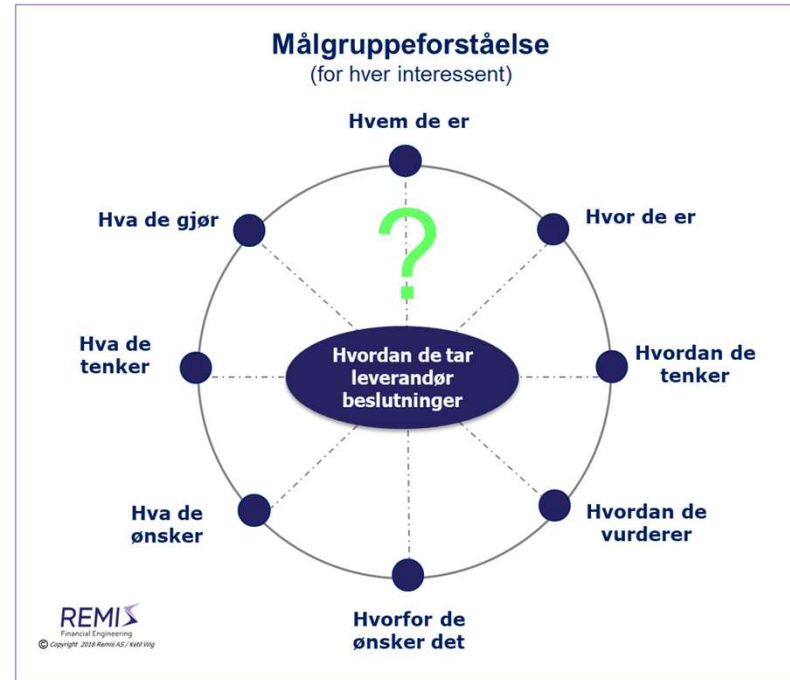 Målgruppeforståelse
(for hver interessent)
Hvem de er
Hvor de er
Hvordan de
tenker
Hvordan de
vurderer
Hvorfor de
ønsker det
Hva de
ønsker
Hva de
tenker
Hva de gjør
?
Hvordan de tar
leverandør
beslutninger
REMIS
Financial Engineering
© Copyright 2018 Remis AS / Ketil Wig